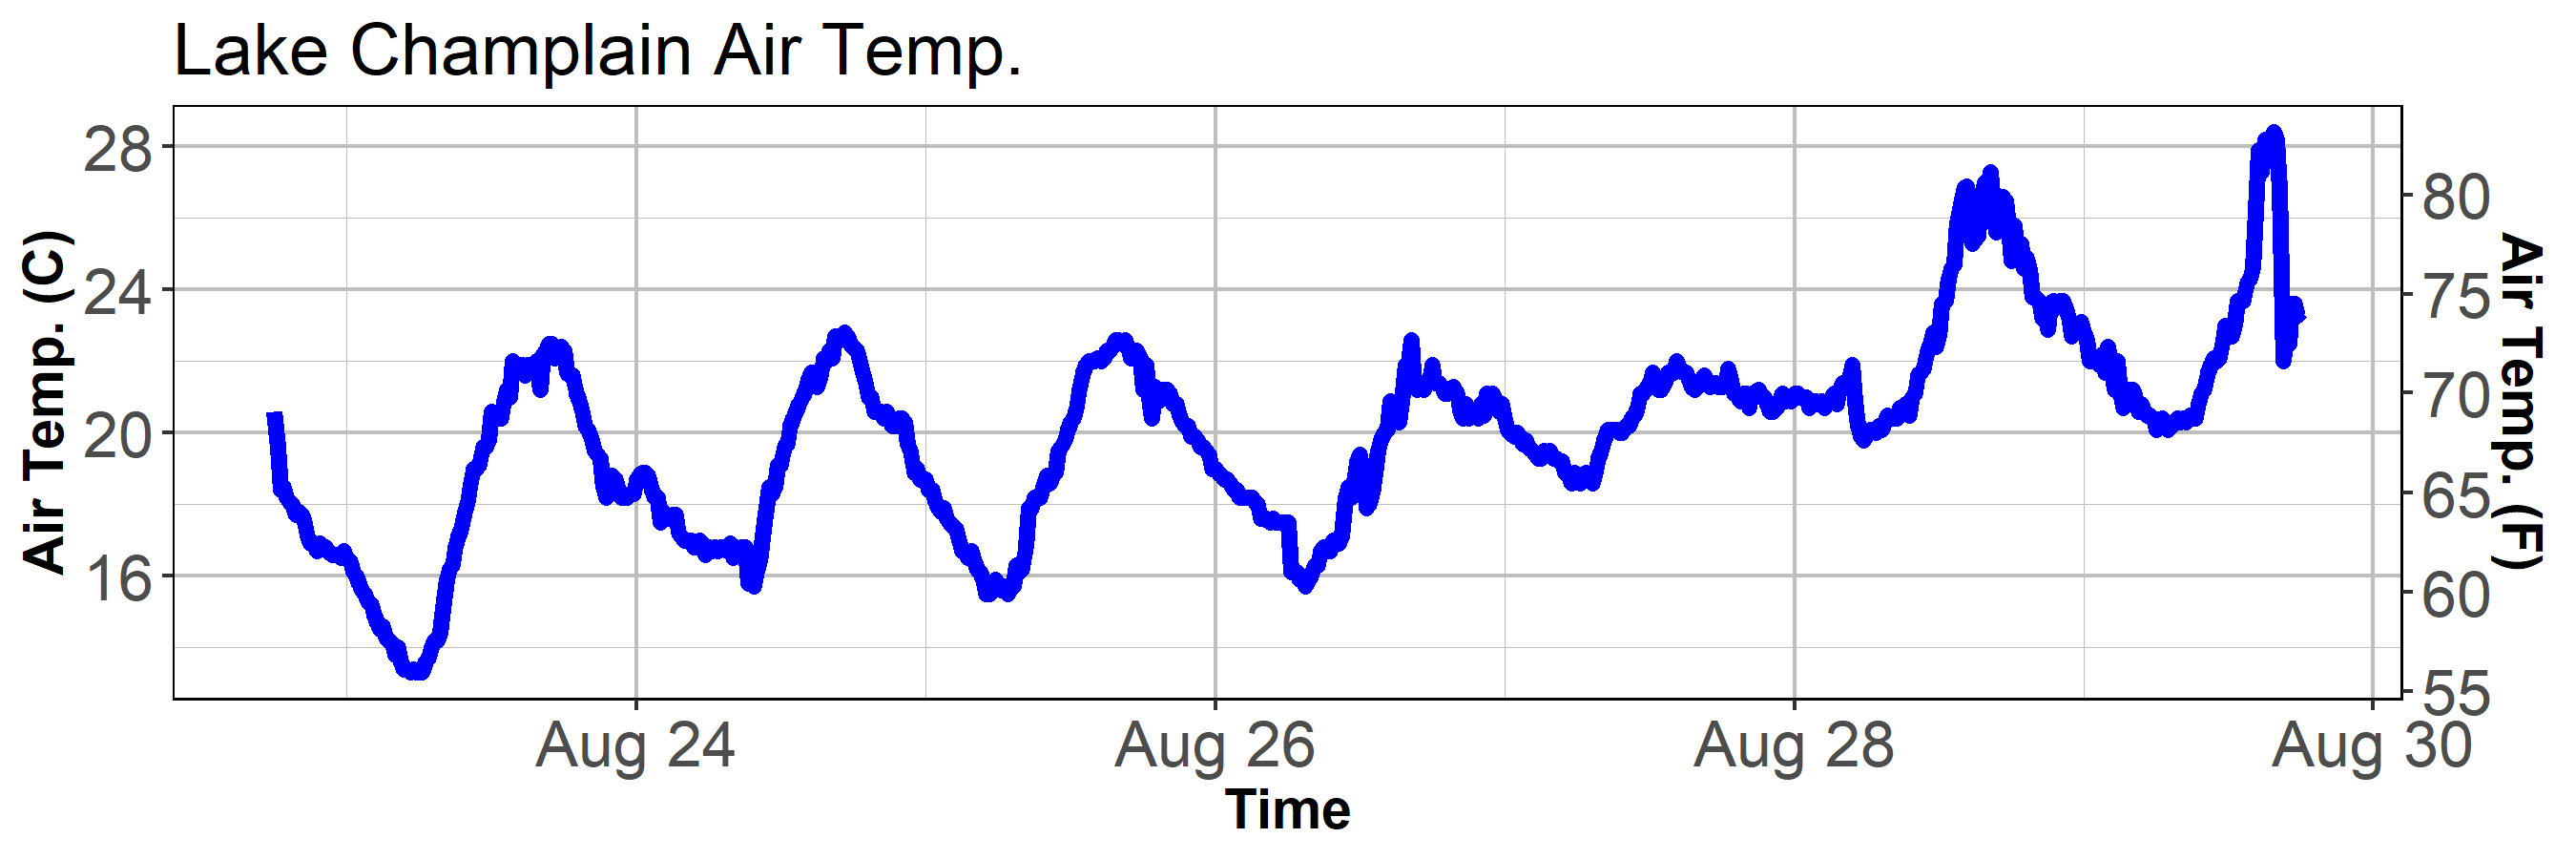 Lake Champlain Air Temp.
Air Temp. (C)
28
24
20
16
80
75
70
65
60
55
Air Temp. (F)
Aug 24 Aug 26 Aug 28 Aug 30
Time